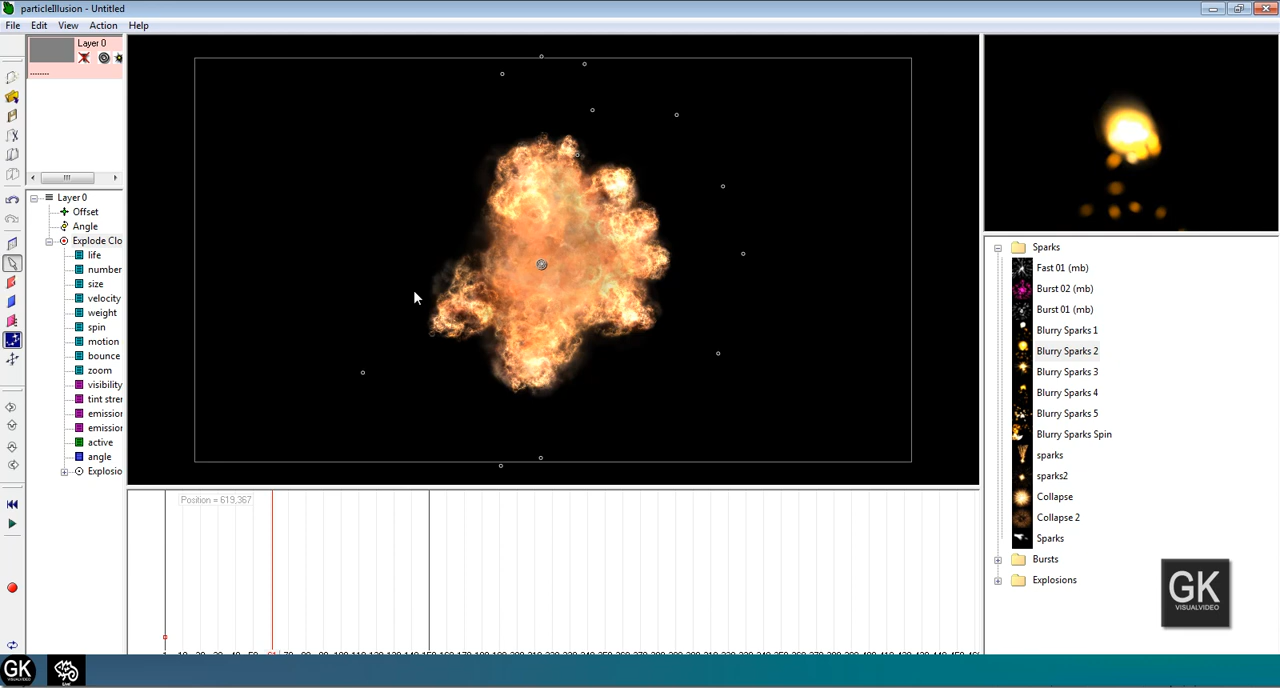 particleIllusion - Untitled
File Edit View Action Help
Layer 0
Layer 0
Offset
Angle
Explode Clo
life
number
size
velocity
weight
spin
motion
bounce
zoom
visibility
tint stren
emission
emission
active
angle
Explosio
Position = 619,367
Sparks
Fast 01 (mb)
Burst 02 (mb)
Burst 01 (mb)
Blurry Sparks 1
Blurry Sparks 2
Blurry Sparks 3
Blurry Sparks 4
Blurry Sparks 5
Blurry Sparks Spin
sparks
sparks2
Collapse
Collapse 2
Sparks
Bursts
Explosions
GK
VISUALVIDEO
GK
VISUALVIDEO